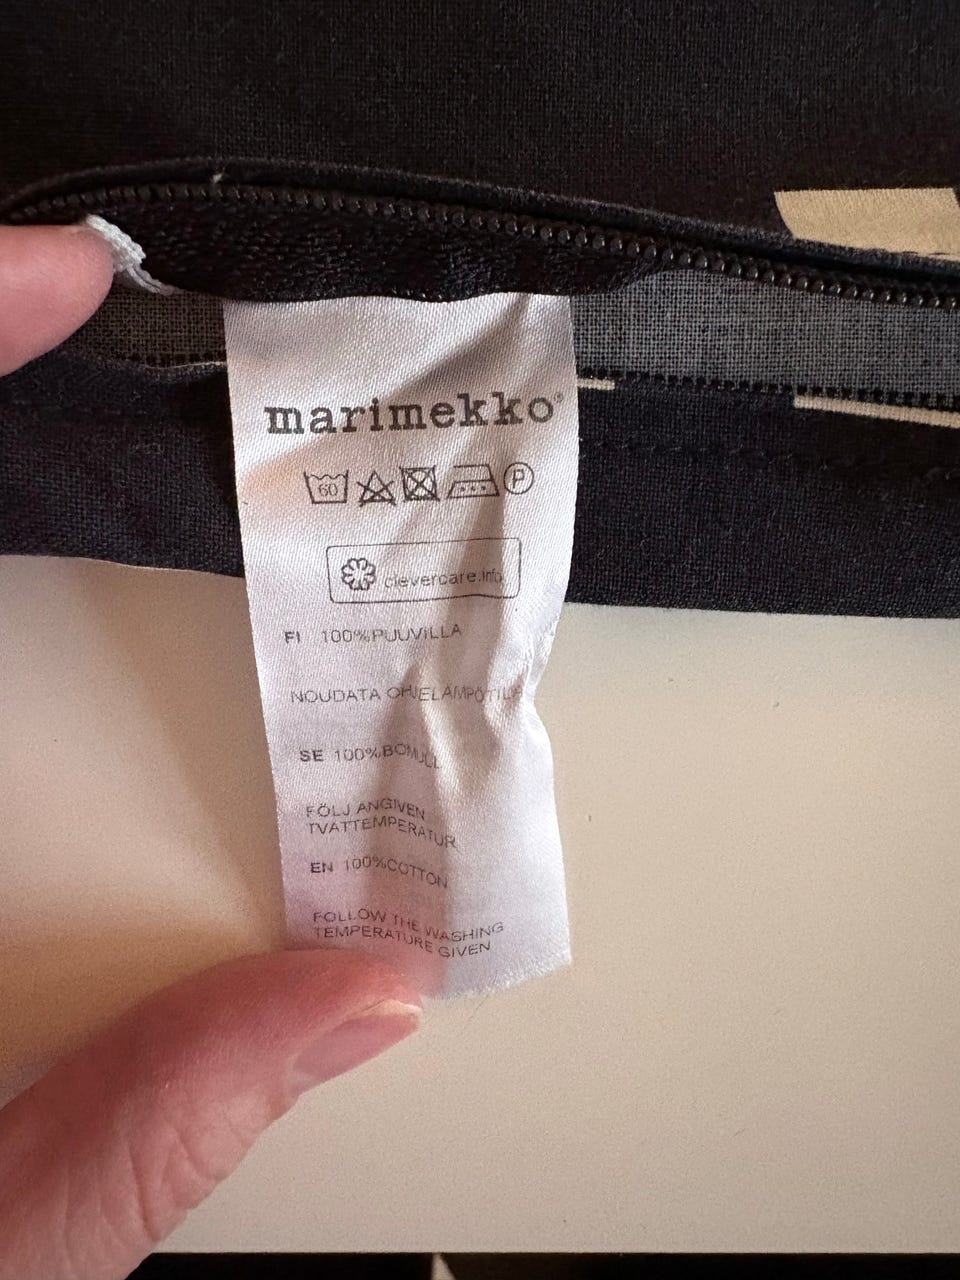 marimekko®
60 P
clevercare.info
FI 100%PUUVILLA
NOUDATA OHJELÄMPÖTILAA
SE 100%BOMULL
FÖLJ ANGIVEN
TVÄTTEMPERATUR
EN 100%COTTON
FOLLOW THE WASHING
TEMPERATURE GIVEN